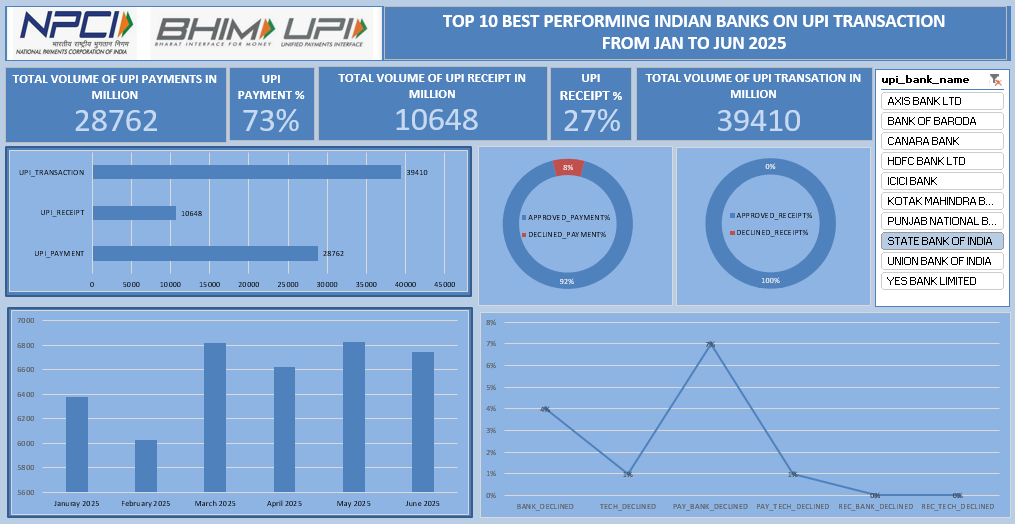 NPCI
भारतीय राष्ट्रीय भुगतान निगम
NATIONAL PAYMENTS CORPORATION OF INDIA
BHIM
BHARAT INTERFACE FOR MONEY
UPI
UNIFIED PAYMENTS INTERFACE
TOP 10 BEST PERFORMING INDIAN BANKS ON UPI TRANSACTION
FROM JAN TO JUN 2025
TOTAL VOLUME OF UPI PAYMENTS IN
MILLION
28762
UPI
PAYMENT %
73%
TOTAL VOLUME OF UPI RECEIPT IN
MILLION
10648
UPI
RECEIPT %
27%
TOTAL VOLUME OF UPI TRANSATION IN
MILLION
39410
upi_bank_name
AXIS BANK LTD
BANK OF BARODA
CANARA BANK
HDFC BANK LTD
ICICI BANK
KOTAK MAHINDRA B...
PUNJAB NATIONAL B...
STATE BANK OF INDIA
UNION BANK OF INDIA
YES BANK LIMITED
UPI_TRANSACTION
39410
UPI_RECEIPT
10648
UPI_PAYMENT
28762
0 5000 10000 15000 20000 25000 30000 35000 40000 45000
8%
APPROVED_PAYMENT%
DECLINED_PAYMENT%
92%
0%
APPROVED_RECEIPT%
DECLINED_RECEIPT%
100%
7000
6800
6600
6400
6200
6000
5800
5600
Januray 2025 February 2025 March 2025 April 2025 May 2025 June 2025
8%
7%
6%
5%
4%
3%
2%
1%
0%
4%
1%
7%
1%
0%
0%
BANK_DECLINED TECH_DECLINED PAY_BANK_DECLINED PAY_TECH_DECLINED REC_BANK_DECLINED REC_TECH_DECLINED